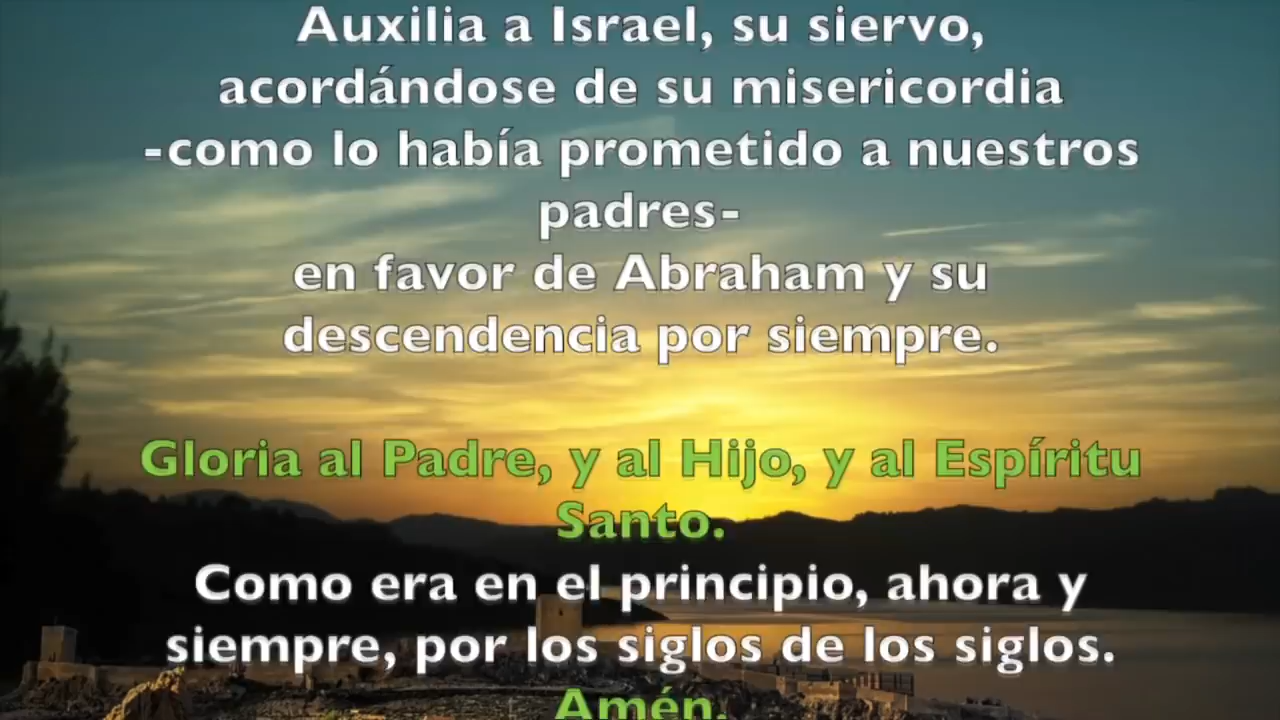 Auxilia a Israel, su siervo,
acordándose de su misericordia
-como lo había prometido a nuestros
padres-
en favor de Abraham y su
descendencia por siempre.
Gloria al Padre, y al Hijo, y al Espíritu
Santo.
Como era en el principio, ahora y
siempre, por los siglos de los siglos.
Amén.